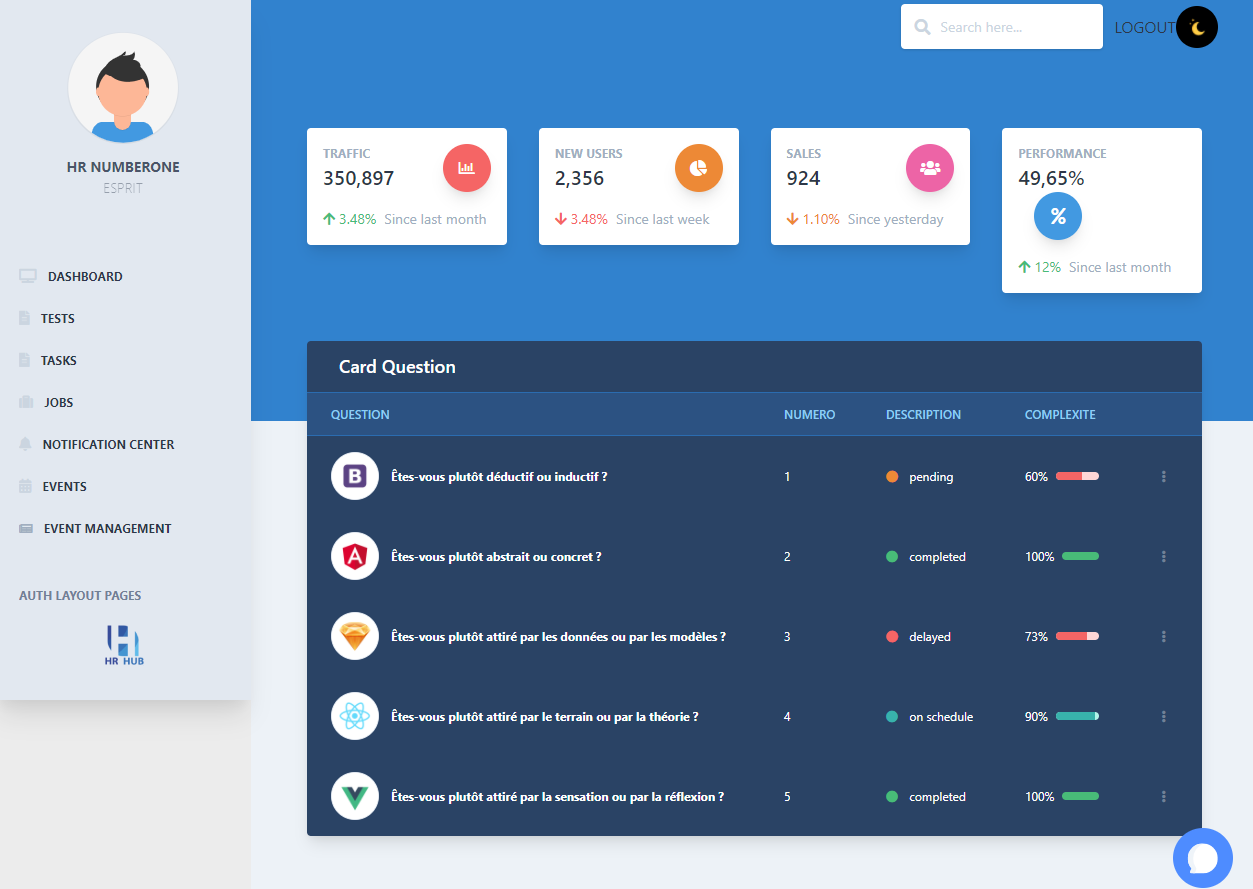 Search here...
LOGOUT
HR NUMBERONE
ESPRIT
DASHBOARD
TESTS
TASKS
JOBS
NOTIFICATION CENTER
EVENTS
EVENT MANAGEMENT
AUTH LAYOUT PAGES
HR HUB
TRAFFIC
350,897
3.48% Since last month
NEW USERS
2,356
3.48% Since last week
SALES
924
1.10% Since yesterday
PERFORMANCE
49,65%
%
12% Since last month
Card Question
QUESTION NUMERO DESCRIPTION COMPLEXITE
B Êtes-vous plutôt déductif ou inductif ? 1 pending 60%
A Êtes-vous plutôt abstrait ou concret ? 2 completed 100%
Êtes-vous plutôt attiré par les données ou par les modèles ? 3 delayed 73%
Êtes-vous plutôt attiré par le terrain ou par la théorie ? 4 on schedule 90%
Êtes-vous plutôt attiré par la sensation ou par la réflexion ? 5 completed 100%